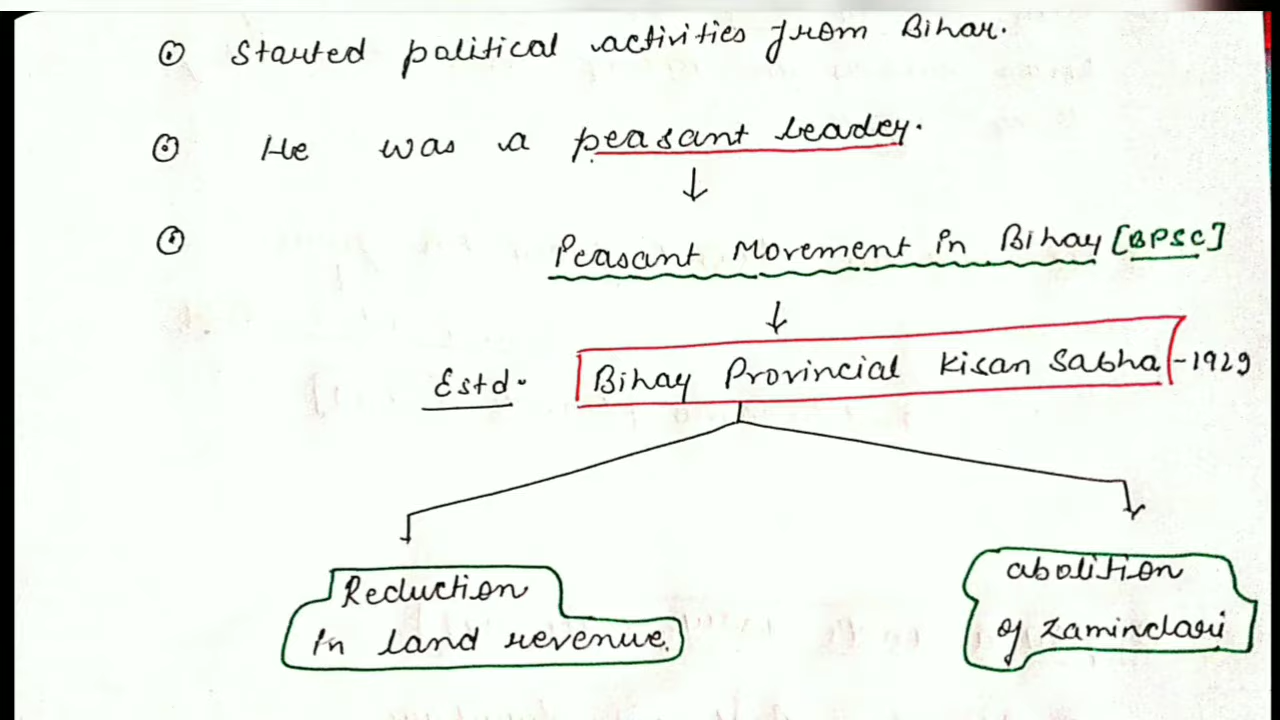 Started political activities from Bihar.
He was a peasant leader.
Peasant Movement in Bihar [BPSC]
Estd. Bihar Provincial Kisan Sabha - 1929
Reduction
in land revenue.
abolition
of zamindari